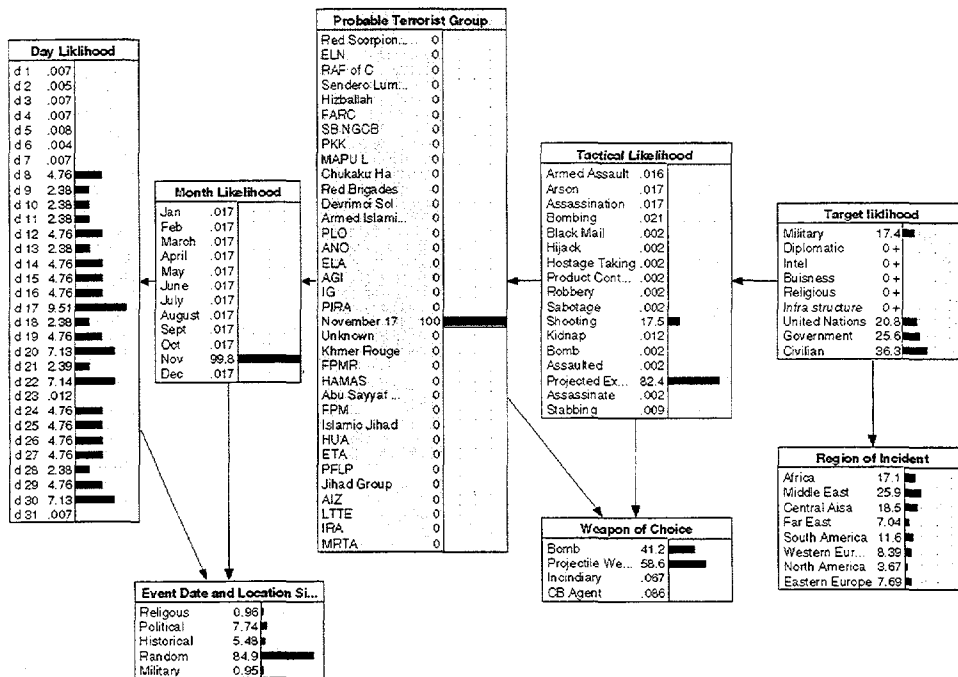 Day Liklihood
d 1 .007
d 2 .005
d 3 .007
d 4 .007
d 5 .008
d 6 .004
d 7 .007
d 8 4.76
d 9 2.38
d 10 2.38
d 11 2.38
d 12 4.76
d 13 2.38
d 14 4.76
d 15 4.76
d 16 4.76
d 17 9.51
d 18 2.38
d 19 4.76
d 20 7.13
d 21 2.39
d 22 7.14
d 23 .012
d 24 4.76
d 25 4.76
d 26 4.76
d 27 4.76
d 28 2.38
d 29 4.76
d 30 7.13
d 31 .007
Month Likelihood
Jan .017
Feb .017
March .017
April .017
May .017
June .017
July .017
August .017
Sept .017
Oct .017
Nov 99.8
Dec .017
Probable Terrorist Group
Red Scorpion... 0
ELN 0
RAF of C 0
Sendero Lum... 0
Hizballah 0
FARC 0
SB NGCB 0
PKK 0
MAPU L 0
Chukaku Ha 0
Red Brigades 0
Devrimci Sol 0
Armed Islami... 0
PLO 0
ANO 0
ELA 0
AGI 0
IG 0
PIRA 0
November 17 100
Unknown 0
Khmer Rouge 0
FPMR 0
HAMAS 0
Abu Sayyaf ... 0
FPM 0
Islamic Jihad 0
HUA 0
ETA 0
PFLP 0
Jihad Group 0
AIZ 0
LTTE 0
IRA 0
MRTA 0
Tactical Likelihood
Armed Assault .016
Arson .017
Assassination .017
Bombing .021
Black Mail .002
Hijack .002
Hostage Taking .002
Product Cont... .002
Robbery .002
Sabotage .002
Shooting 17.5
Kidnap .012
Bomb .002
Assaulted .002
Projected Ex... 82.4
Assassinate .002
Stabbing .009
Target liklihood
Military 17.4
Diplomatic 0 +
Intel 0 +
Buisness 0 +
Religious 0 +
Infra structure 0 +
United Nations 20.8
Government 25.6
Civilian 36.3
Region of Incident
Africa 17.1
Middle East 25.9
Central Aisa 18.5
Far East 7.04
South America 11.6
Western Eur... 8.39
North America 3.67
Eastern Europe 7.69
Weapon of Choice
Bomb 41.2
Projectile We... 58.6
Incindiary .067
CB Agent .086
Event Date and Location Si...
Religous 0.96
Political 7.74
Historical 5.48
Random 84.9
Military 0.95